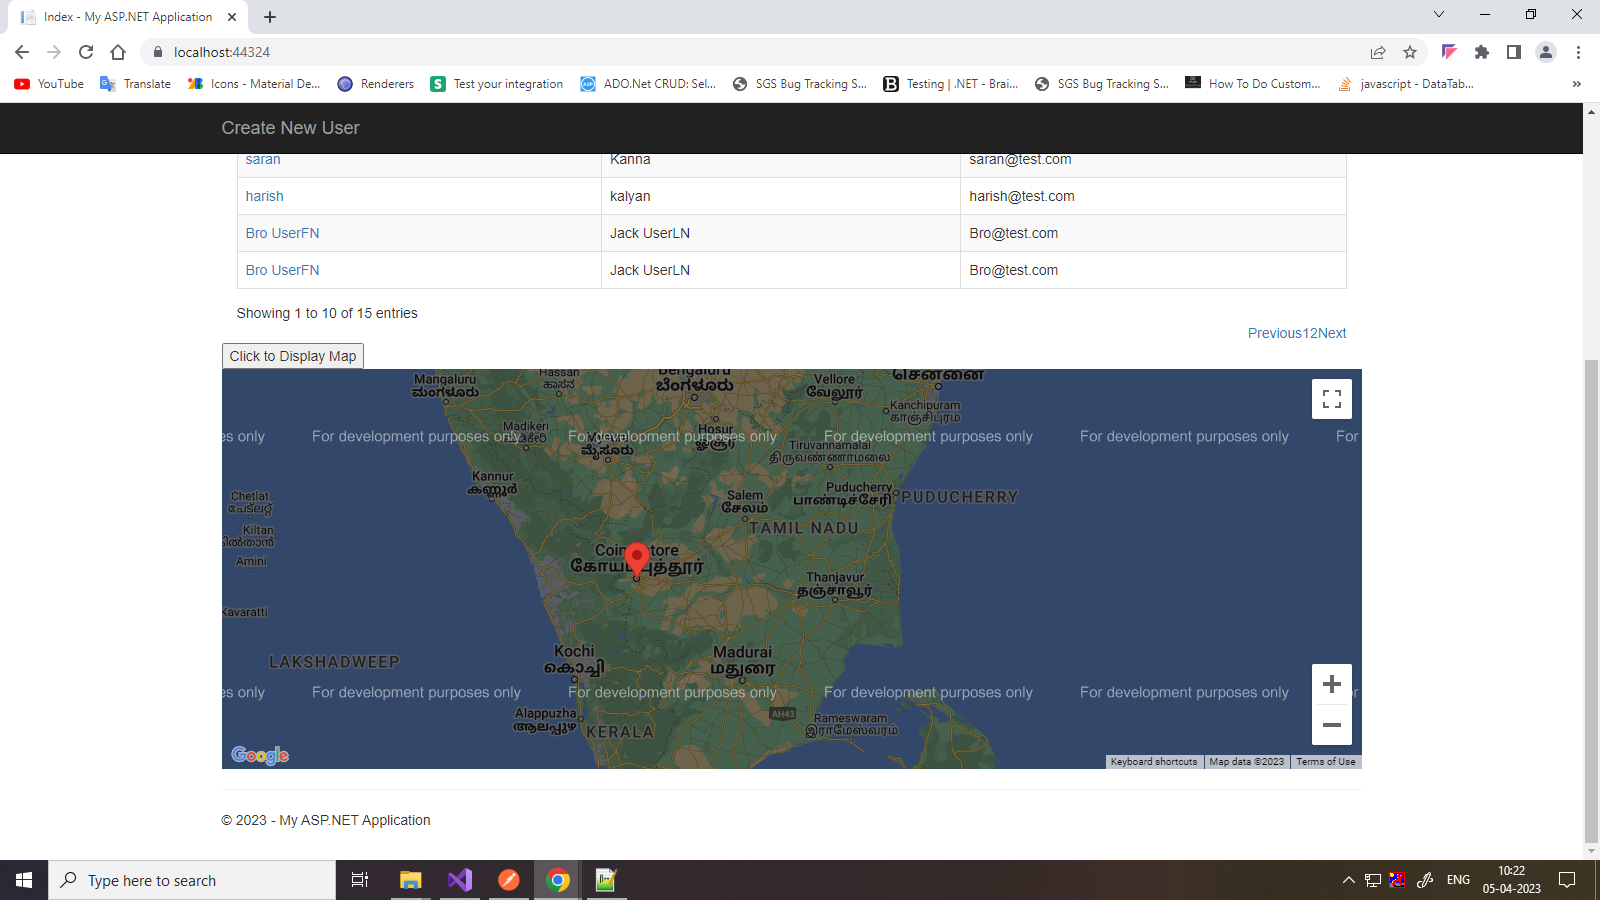 Index - My ASP.NET Application
localhost:44324
YouTube
Translate
Icons - Material De...
Renderers
Test your integration
ADO.Net CRUD: Sel...
SGS Bug Tracking S...
Testing | .NET - Brai...
SGS Bug Tracking S...
How To Do Custom...
javascript - DataTab...
»
Create New User
saran Kanna saran@test.com
harish kalyan harish@test.com
Bro UserFN Jack UserLN Bro@test.com
Bro UserFN Jack UserLN Bro@test.com
Showing 1 to 10 of 15 entries
Previous12Next
Click to Display Map
Mangaluru
ಮಂಗಳೂರು
Hassan
ಹಾಸನ
Bengaluru
ಬೆಂಗಳೂರು
Vellore
வேலூர்
சென்னை
Kanchipuram
காஞ்சிபுரம்
Madikeri
ಮಡಿಕೇರಿ
Hosur
ஓசூர்
ಮೈಸೂರು
Tiruvannamalai
திருவண்ணாமலை
es only For development purposes only For development purposes only For development purposes only For development purposes only For
Kannur
കണ്ണൂർ
Chetlat
ചേട്ലറ്റ്
Kiltan
കിൽത്താൻ
Amini
Kavaratti
Salem
சேலம்
Puducherry
பாண்டிச்சேரி
PUDUCHERRY
TAMIL NADU
Coimbatore
கோயம்புத்தூர்
Thanjavur
தஞ்சாவூர்
LAKSHADWEEP
Kochi
കൊച്ചി
Madurai
மதுரை
es only For development purposes only For development purposes only For development purposes only For development purposes only For
Alappuzha
ആലപ്പുഴ
KERALA
AH43
Rameswaram
இராமேஸ்வரம்
Google
Keyboard shortcuts
Map data ©2023
Terms of Use
© 2023 - My ASP.NET Application
Type here to search
ENG
10:22
05-04-2023